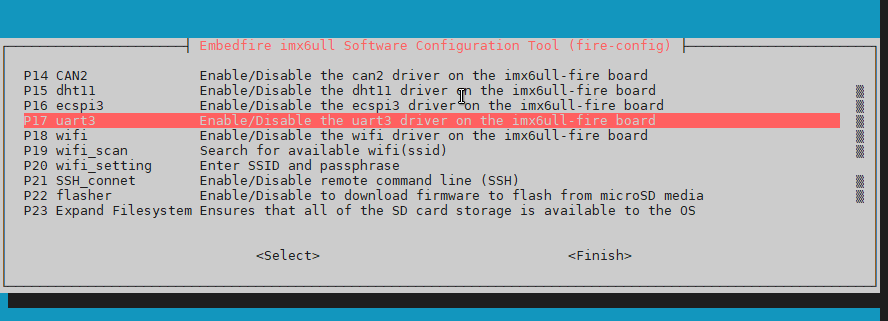 Embedfire imx6ull Software Configuration Tool (fire-config)
P14 CAN2 Enable/Disable the can2 driver on the imx6ull-fire board
P15 dht11 Enable/Disable the dht11 driver on the imx6ull-fire board
P16 ecspi3 Enable/Disable the ecspi3 driver on the imx6ull-fire board
P17 uart3 Enable/Disable the uart3 driver on the imx6ull-fire board
P18 wifi Enable/Disable the wifi driver on the imx6ull-fire board
P19 wifi_scan Search for available wifi(ssid)
P20 wifi_setting Enter SSID and passphrase
P21 SSH_connet Enable/Disable remote command line (SSH)
P22 flasher Enable/Disable to download firmware to flash from microSD media
P23 Expand Filesystem Ensures that all of the SD card storage is available to the OS
<Select> <Finish>